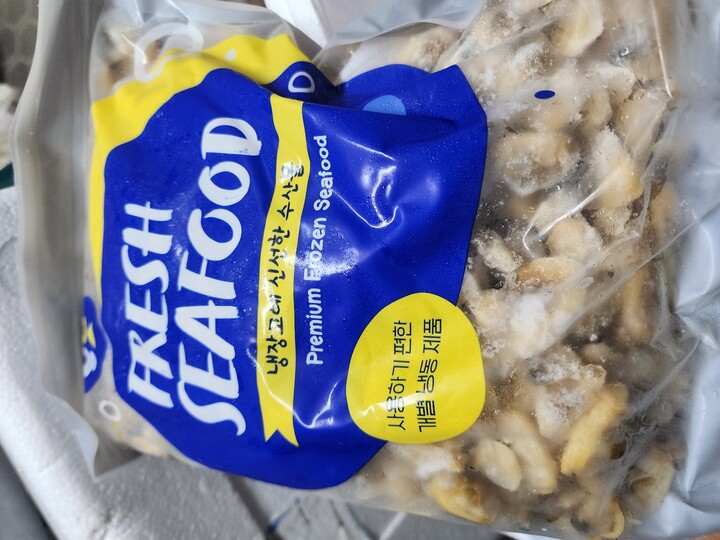 FRESH
SEAFOOD
냉장고에 신선한 수산물
Premium Frozen Seafood
사용하기 편한
개별 냉동 제품